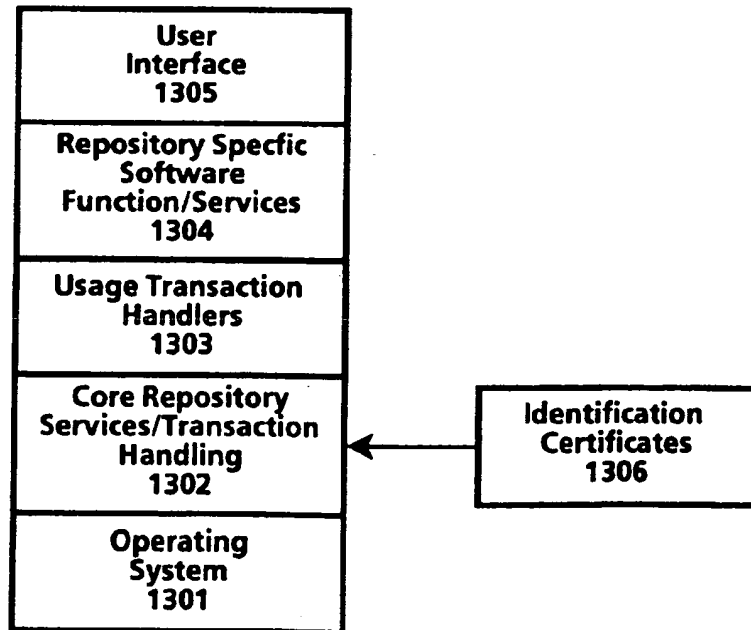 User
Interface
1305
Repository Specfic
Software
Function/Services
1304
Usage Transaction
Handlers
1303
Core Repository
Services/Transaction
Handling
1302
Identification
Certificates
1306
Operating
System
1301